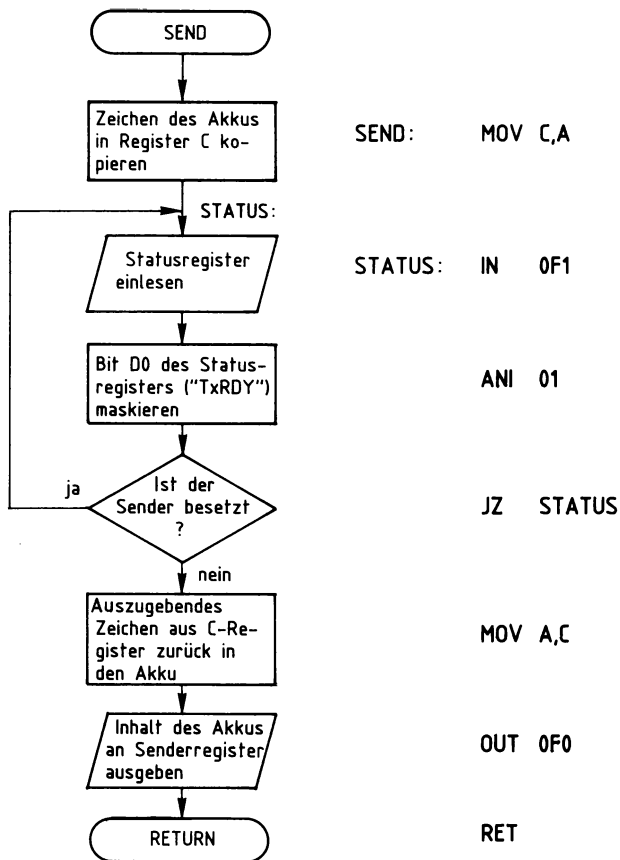 SEND
Zeichen des Akkus
in Register C ko-
pieren
SEND: MOV C,A
STATUS:
Statusregister
einlesen
STATUS: IN 0F1
Bit D0 des Status-
registers ("TxRDY")
maskieren
ANI 01
ja
Ist der
Sender besetzt
?
JZ STATUS
nein
Auszugebendes
Zeichen aus C-Re-
gister zurück in
den Akku
MOV A,C
Inhalt des Akkus
an Senderregister
ausgeben
OUT 0F0
RETURN
RET